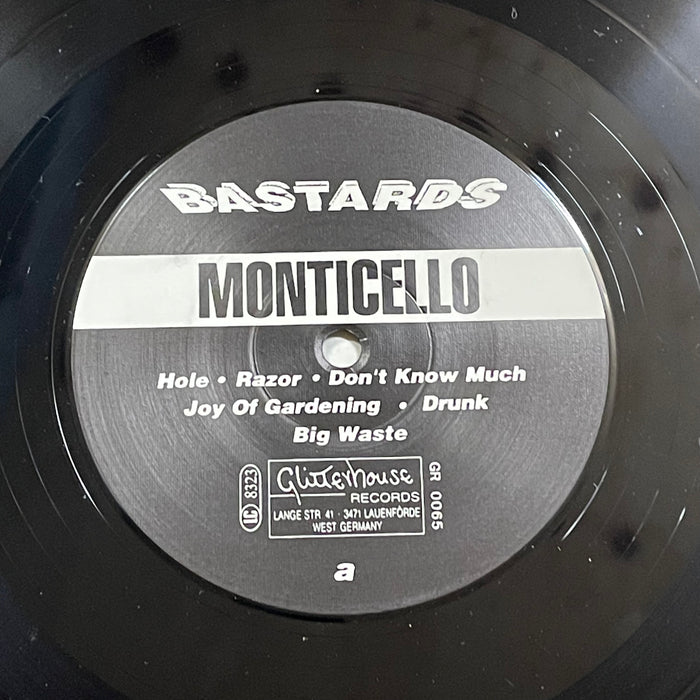 BASTARDS
MONTICELLO
Hole • Razor • Don't Know Much
Joy Of Gardening • Drunk
Big Waste
LC 8323
Glitterhouse
RECORDS
LANGE STR 41 · 3471 LAUENFÖRDE
WEST GERMANY
GR 0065
a